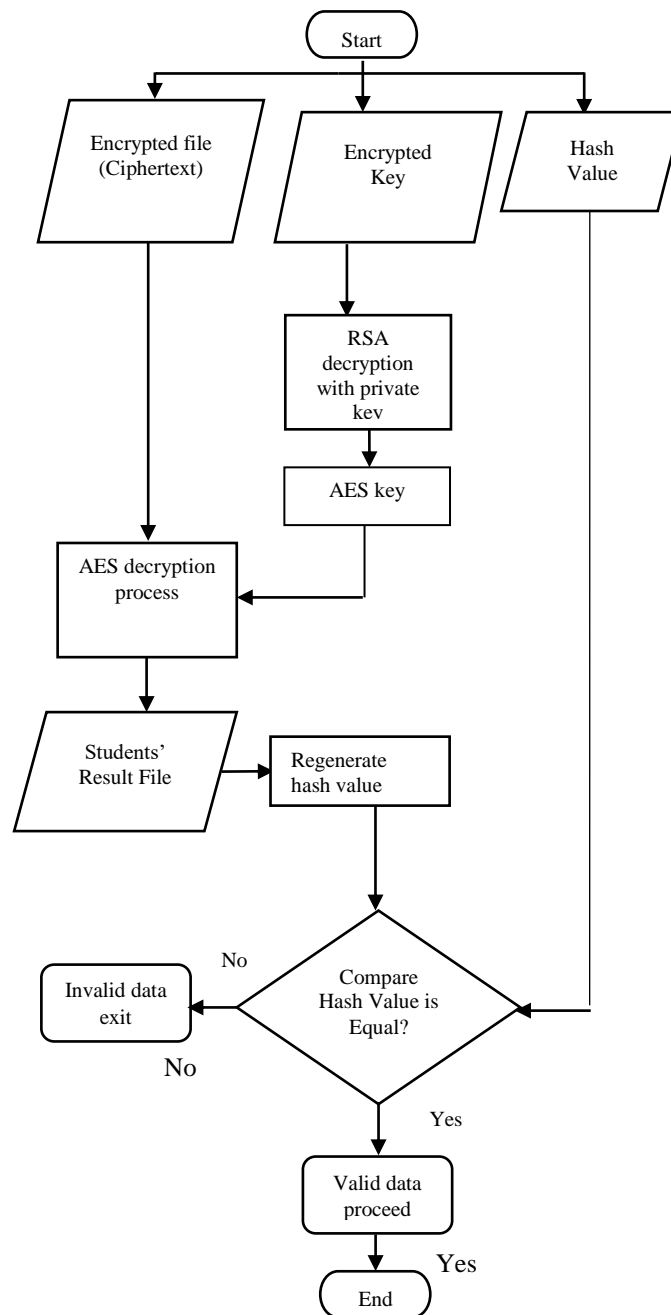 Start
Encrypted file
(Ciphertext)
Encrypted
Key
Hash
Value
RSA
decryption
with private
kev
AES key
AES decryption
process
Students’
Result File
Regenerate
hash value
Compare
Hash Value is
Equal?
No
Invalid data
exit
No
Yes
Valid data
proceed
Yes
End